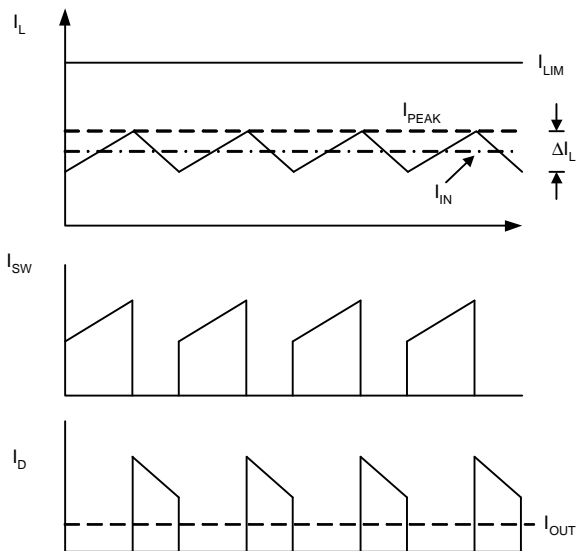 I_L
I_LIM
I_PEAK
ΔI_L
I_IN
I_SW
I_D
I_OUT